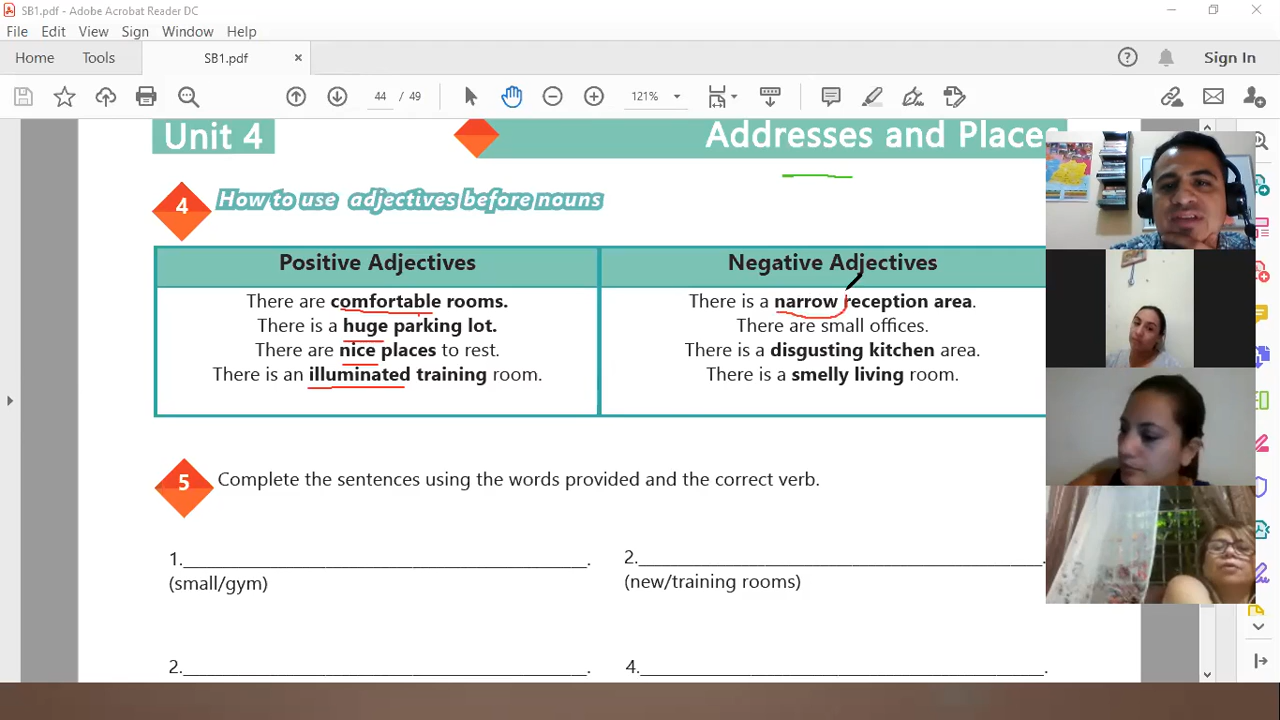 SB1.pdf - Adobe Acrobat Reader DC
File Edit View Sign Window Help
Home Tools SB1.pdf × Sign In
44 / 49 121%
Unit 4 Addresses and Places
4 How to use adjectives before nouns
Positive Adjectives
There are comfortable rooms.
There is a huge parking lot.
There are nice places to rest.
There is an illuminated training room.
Negative Adjectives
There is a narrow reception area.
There are small offices.
There is a disgusting kitchen area.
There is a smelly living room.
5 Complete the sentences using the words provided and the correct verb.
1.______________________________________. 2.______________________________________.
(small/gym) (new/training rooms)
2.______________________________________. 4.______________________________________.